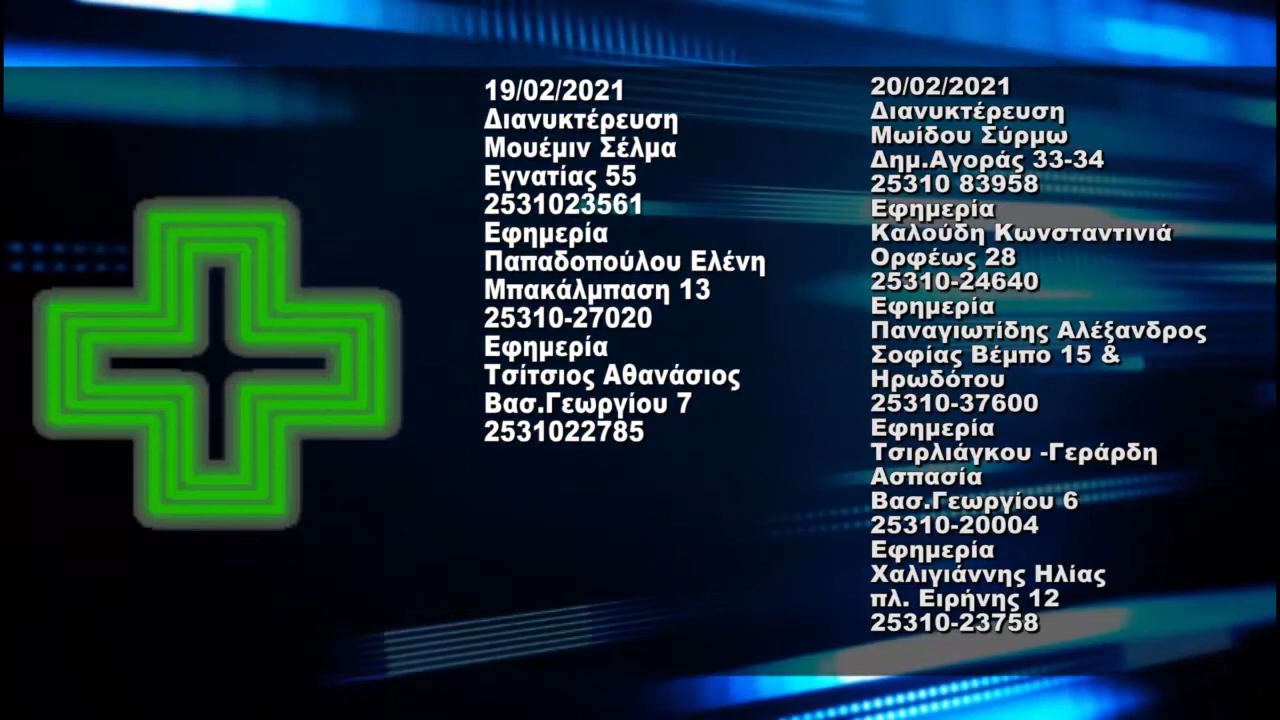 19/02/2021
Διανυκτέρευση
Μουέμιν Σέλμα
Εγνατίας 55
2531023561
Εφημερία
Παπαδοπούλου Ελένη
Μπακάλμπαση 13
25310-27020
Εφημερία
Τσίτσιος Αθανάσιος
Βασ.Γεωργίου 7
2531022785
20/02/2021
Διανυκτέρευση
Μωίδου Σύρμω
Δημ.Αγοράς 33-34
25310 83958
Εφημερία
Καλούδη Κωνσταντινιά
Ορφέως 28
25310-24640
Εφημερία
Παναγιωτίδης Αλέξανδρος
Σοφίας Βέμπο 15 &
Ηρωδότου
25310-37600
Εφημερία
Τσιρλιάγκου -Γεράρδη
Ασπασία
Βασ.Γεωργίου 6
25310-20004
Εφημερία
Χαλιγιάννης Ηλίας
πλ. Ειρήνης 12
25310-23758